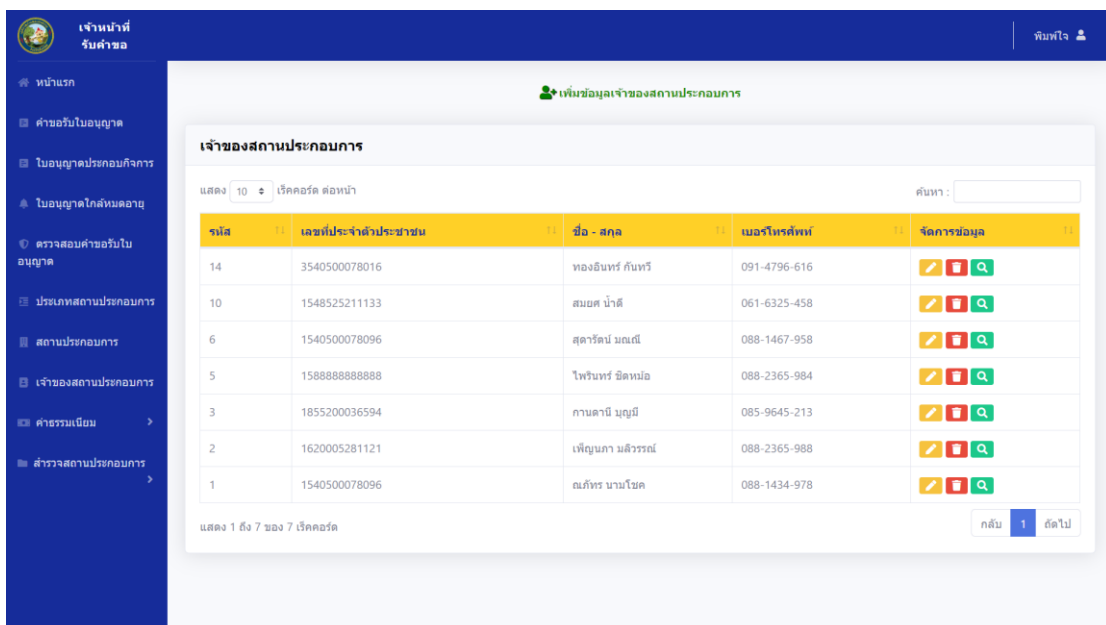 เจ้าหน้าที่
รับคำขอ
พิมพ์ใจ
หน้าแรก
คำขอรับใบอนุญาต
ใบอนุญาตประกอบกิจการ
ใบอนุญาตใกล้หมดอายุ
ตรวจสอบคำขอรับใบ
อนุญาต
ประเภทสถานประกอบการ
สถานประกอบการ
เจ้าของสถานประกอบการ
ค่าธรรมเนียม
สำรวจสถานประกอบการ
เพิ่มข้อมูลเจ้าของสถานประกอบการ
เจ้าของสถานประกอบการ
แสดง 10 เร็คคอร์ด ต่อหน้า
ค้นหา :
รหัส เลขที่ประจำตัวประชาชน ชื่อ - สกุล เบอร์โทรศัพท์ จัดการข้อมูล
14 3540500078016 ทองอินทร์ กันทวี 091-4796-616
10 1548525211133 สมยศ น้ำดี 061-6325-458
6 1540500078096 สุดารัตน์ มณณี 088-1467-958
5 1588888888888 ไพรินทร์ ชิดหม่อ 088-2365-984
3 1855200036594 กานดานิ บุญมี 085-9645-213
2 1620005281121 เพ็ญนภา มลิวรรณ์ 088-2365-988
1 1540500078096 ณภัทร นามโชค 088-1434-978
แสดง 1 ถึง 7 ของ 7 เร็คคอร์ด
กลับ 1 ถัดไป